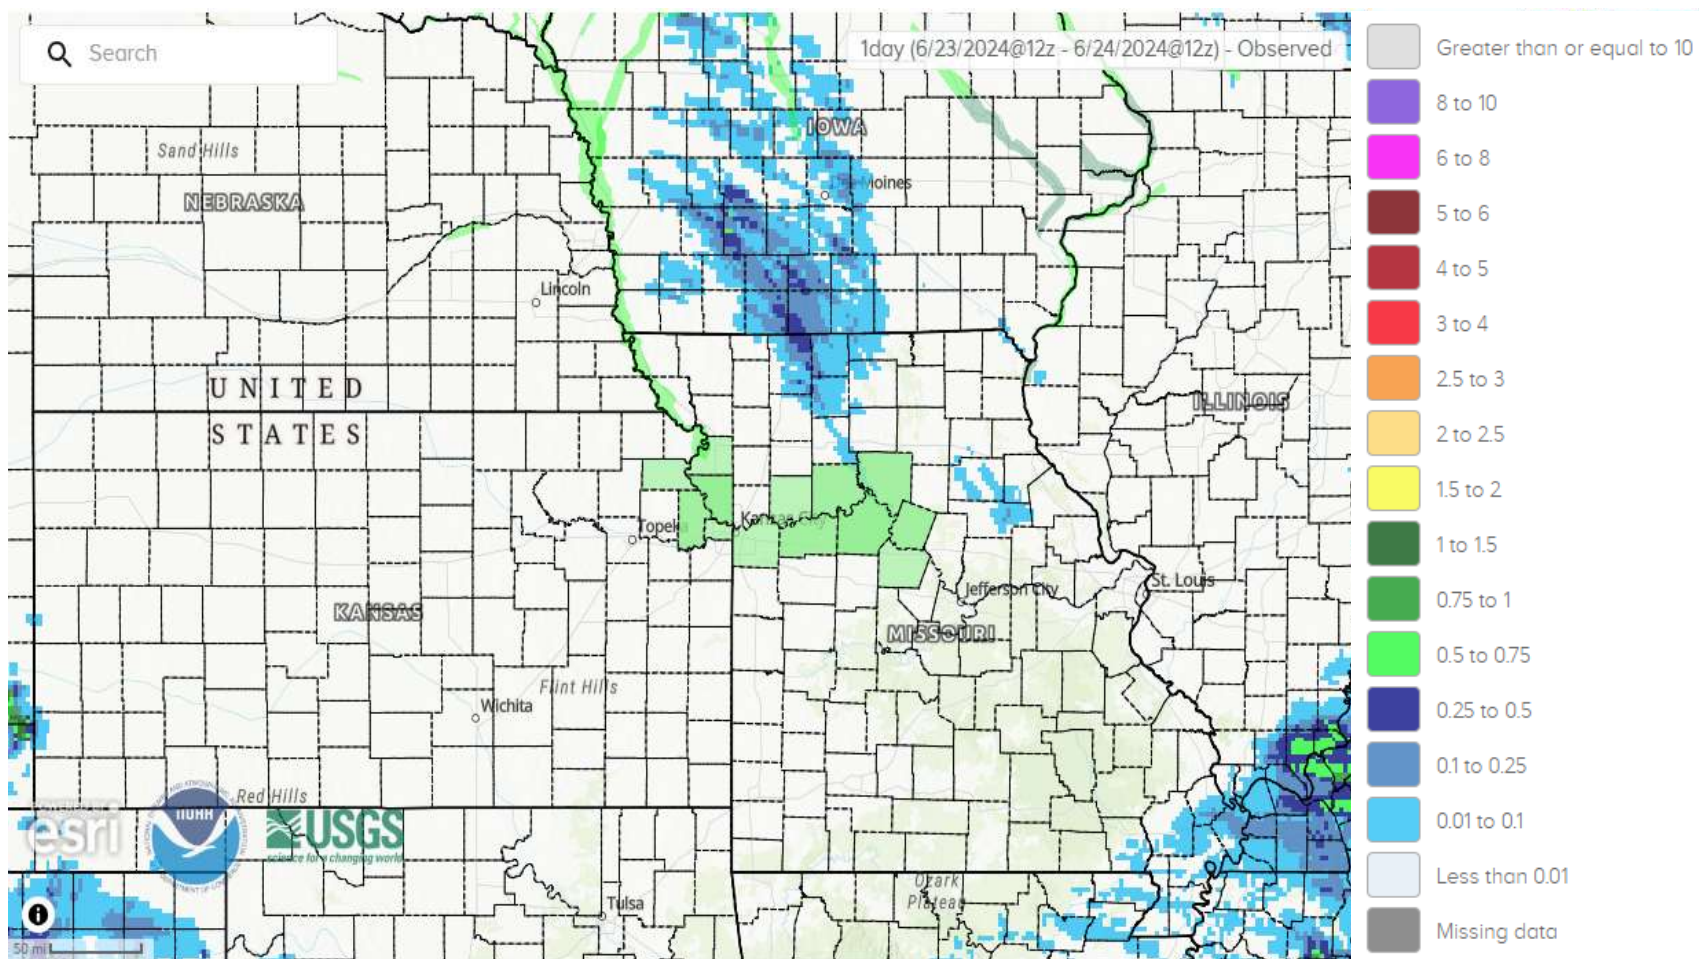 Search
1day (6/23/2024@12z - 6/24/2024@12z) - Observed
IOWA
Sand Hills
Moines
NEBRASKA
Lincoln
UNITED
STATES
ILLINOIS
Topeka
Kansas City
Jefferson City
St. Louis
KANSAS
MISSOURI
Flint Hills
Wichita
Red Hills
esri
NOAA
USGS
science for a changing world
Ozark
Plateau
Tulsa
50 mi
Greater than or equal to 10
8 to 10
6 to 8
5 to 6
4 to 5
3 to 4
2.5 to 3
2 to 2.5
1.5 to 2
1 to 1.5
0.75 to 1
0.5 to 0.75
0.25 to 0.5
0.1 to 0.25
0.01 to 0.1
Less than 0.01
Missing data